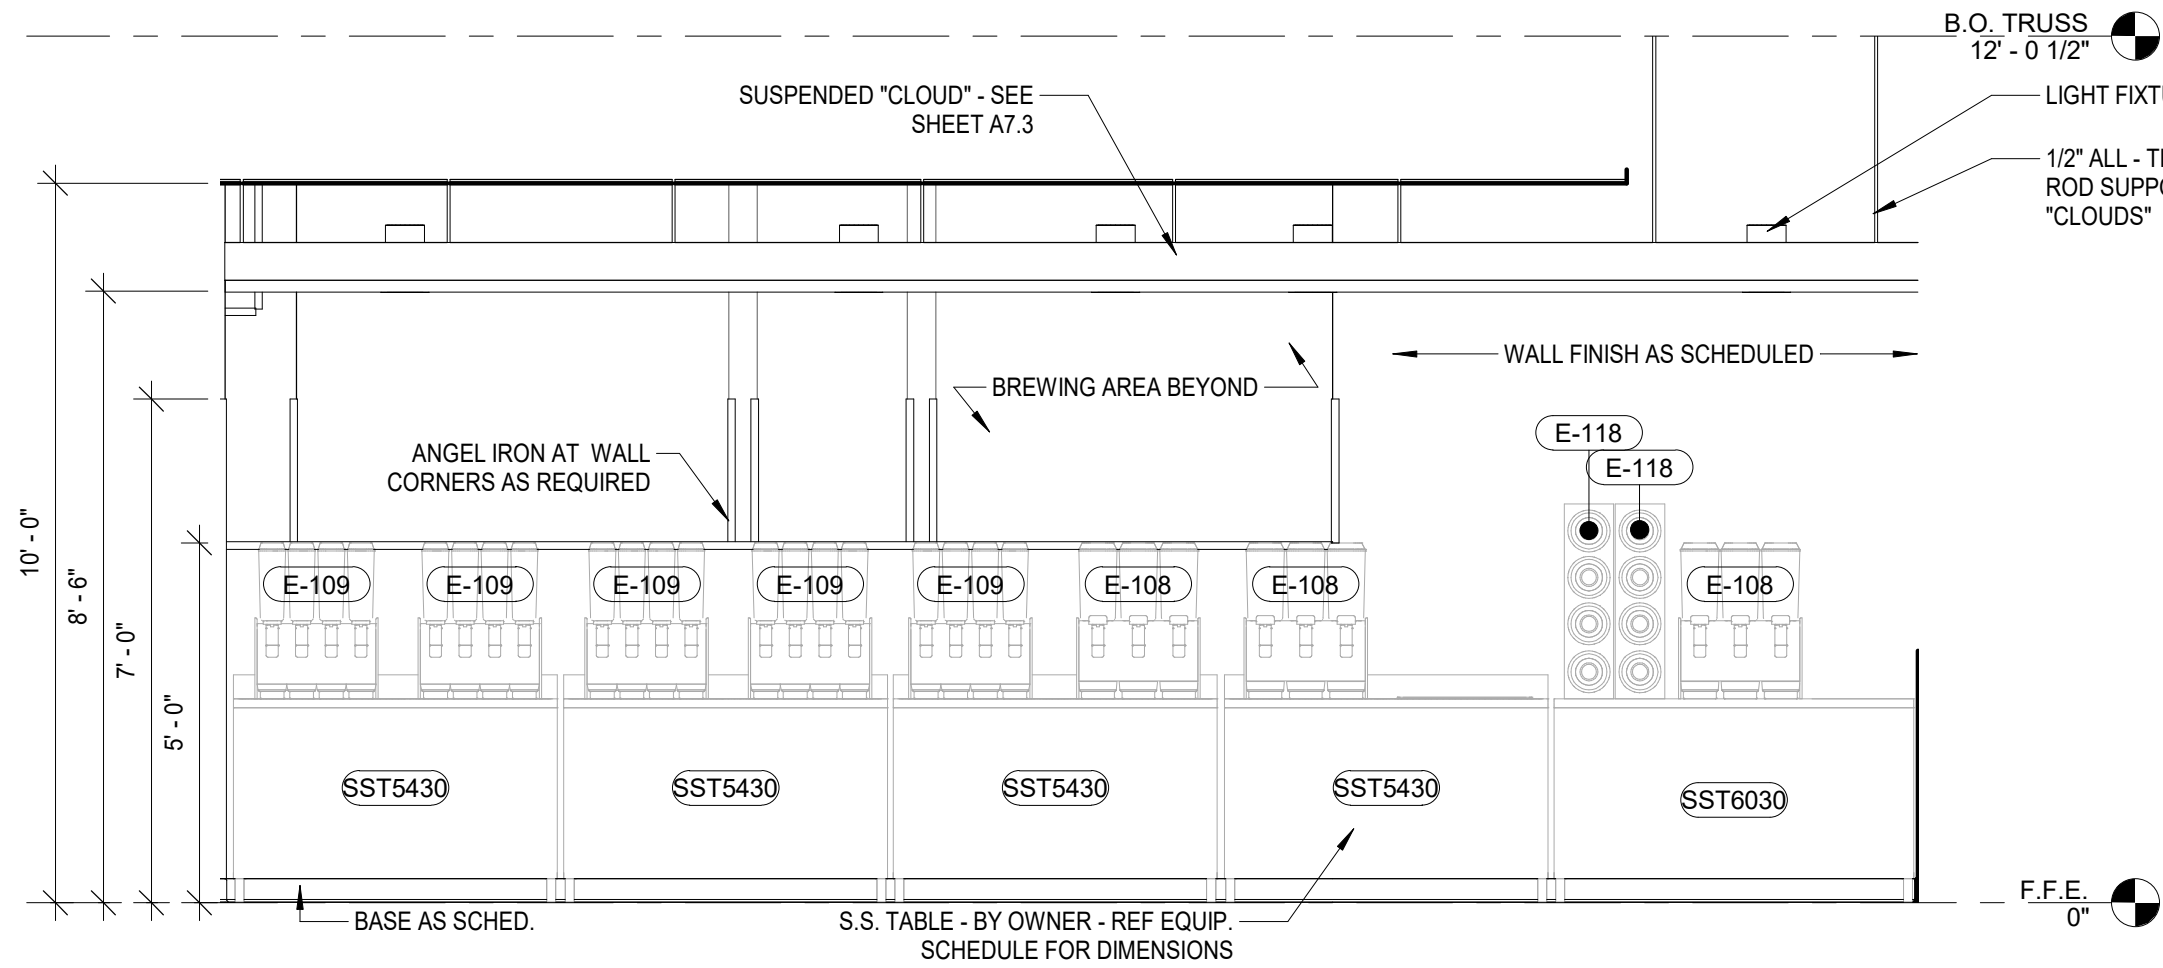 B.O. TRUSS
12' - 0 1/2"
SUSPENDED "CLOUD" - SEE
SHEET A7.3
LIGHT
1/2" ALL -
ROD
"CLOUDS"
WALL FINISH AS SCHEDULED
BREWING AREA BEYOND
ANGEL IRON AT WALL
CORNERS AS REQUIRED
E-118
E-118
10' - 0"
8' - 6"
7' - 0"
5' - 0"
E-109
E-109
E-109
E-109
E-109
E-108
E-108
E-108
SST5430
SST5430
SST5430
SST5430
SST6030
BASE AS SCHED.
S.S. TABLE - BY OWNER - REF EQUIP.
SCHEDULE FOR DIMENSIONS
F.F.E.
0"